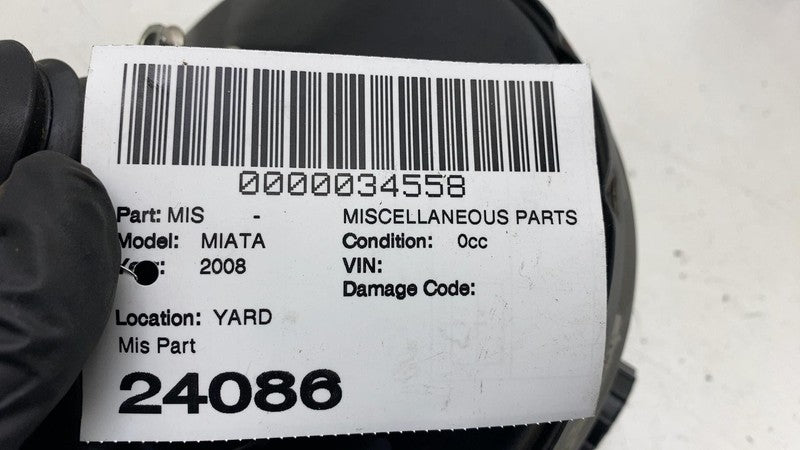 0000034558
Part: MIS - MISCELLANEOUS PARTS
Model: MIATA Condition: 0cc
2008 VIN:
Damage Code:
Location: YARD
Mis Part
24086